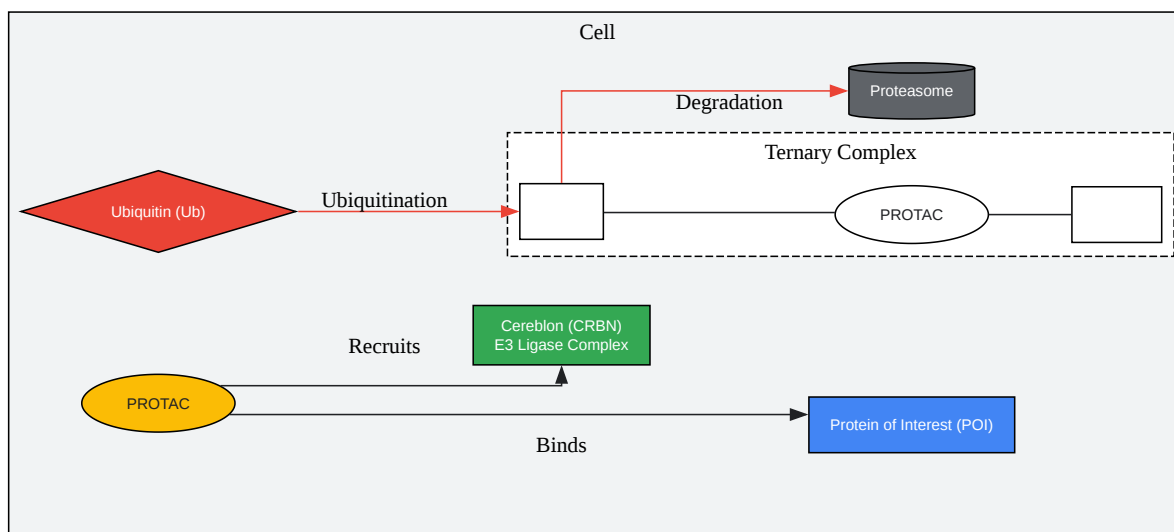 Cell
Proteasome
Degradation
Ternary Complex
Ubiquitination
Ubiquitin (Ub)
PROTAC
Cereblon (CRBN)
E3 Ligase Complex
Recruits
PROTAC
Protein of Interest (POI)
Binds